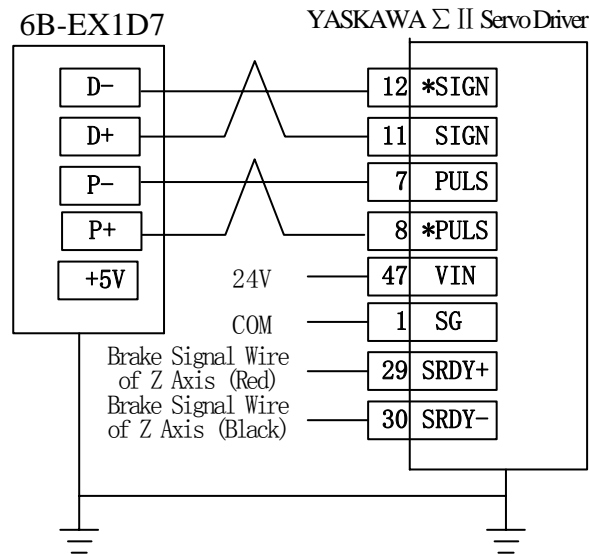 6B-EX1D7
YASKAWA Σ Ⅱ Servo Driver
D-
12 *SIGN
D+
11 SIGN
P-
7 PULS
P+
8 *PULS
+5V
24V
47 VIN
COM
1 SG
Brake Signal Wire
of Z Axis (Red)
29 SRDY+
Brake Signal Wire
of Z Axis (Black)
30 SRDY-